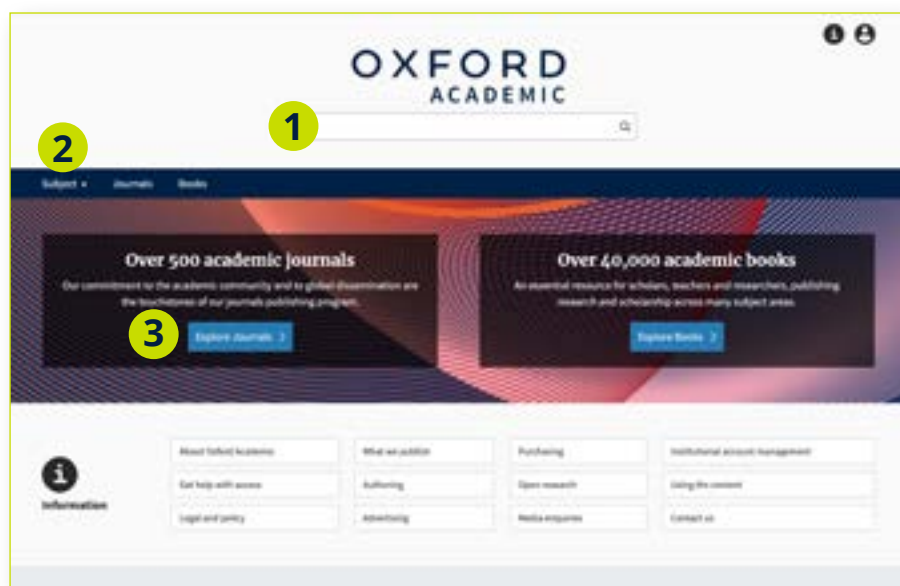 OXFORD
ACADEMIC
1
2
Subject Journals Books
Over 500 academic journals
Our commitment to the academic community and to global dissemination are
the touchstones of our journals publishing program.
3
Explore Journals
Over 40,000 academic books
An essential resource for scholars, teachers and researchers, publishing
research and scholarship across many subject areas.
Explore Books
Information
About Oxford Academic
What we publish
Purchasing
Institutional account management
Get help with access
Authoring
Open research
Using the content
Legal and policy
Advertising
Media enquiries
Contact us